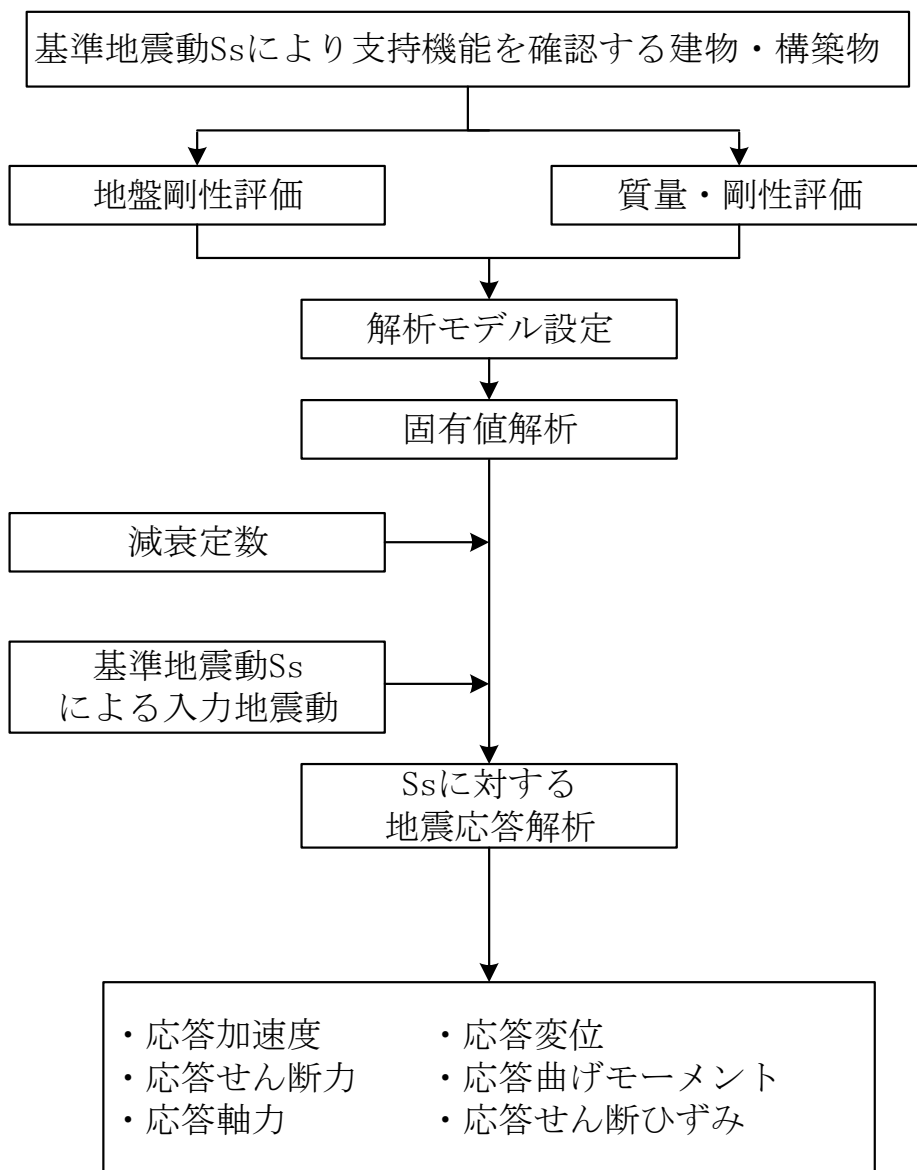 基準地震動Ssにより支持機能を確認する建物・構築物
地盤剛性評価
質量・剛性評価
解析モデル設定
固有値解析
減衰定数
基準地震動Ss
による入力地震動
Ssに対する
地震応答解析
・応答加速度
・応答変位
・応答せん断力
・応答曲げモーメント
・応答軸力
・応答せん断ひずみ